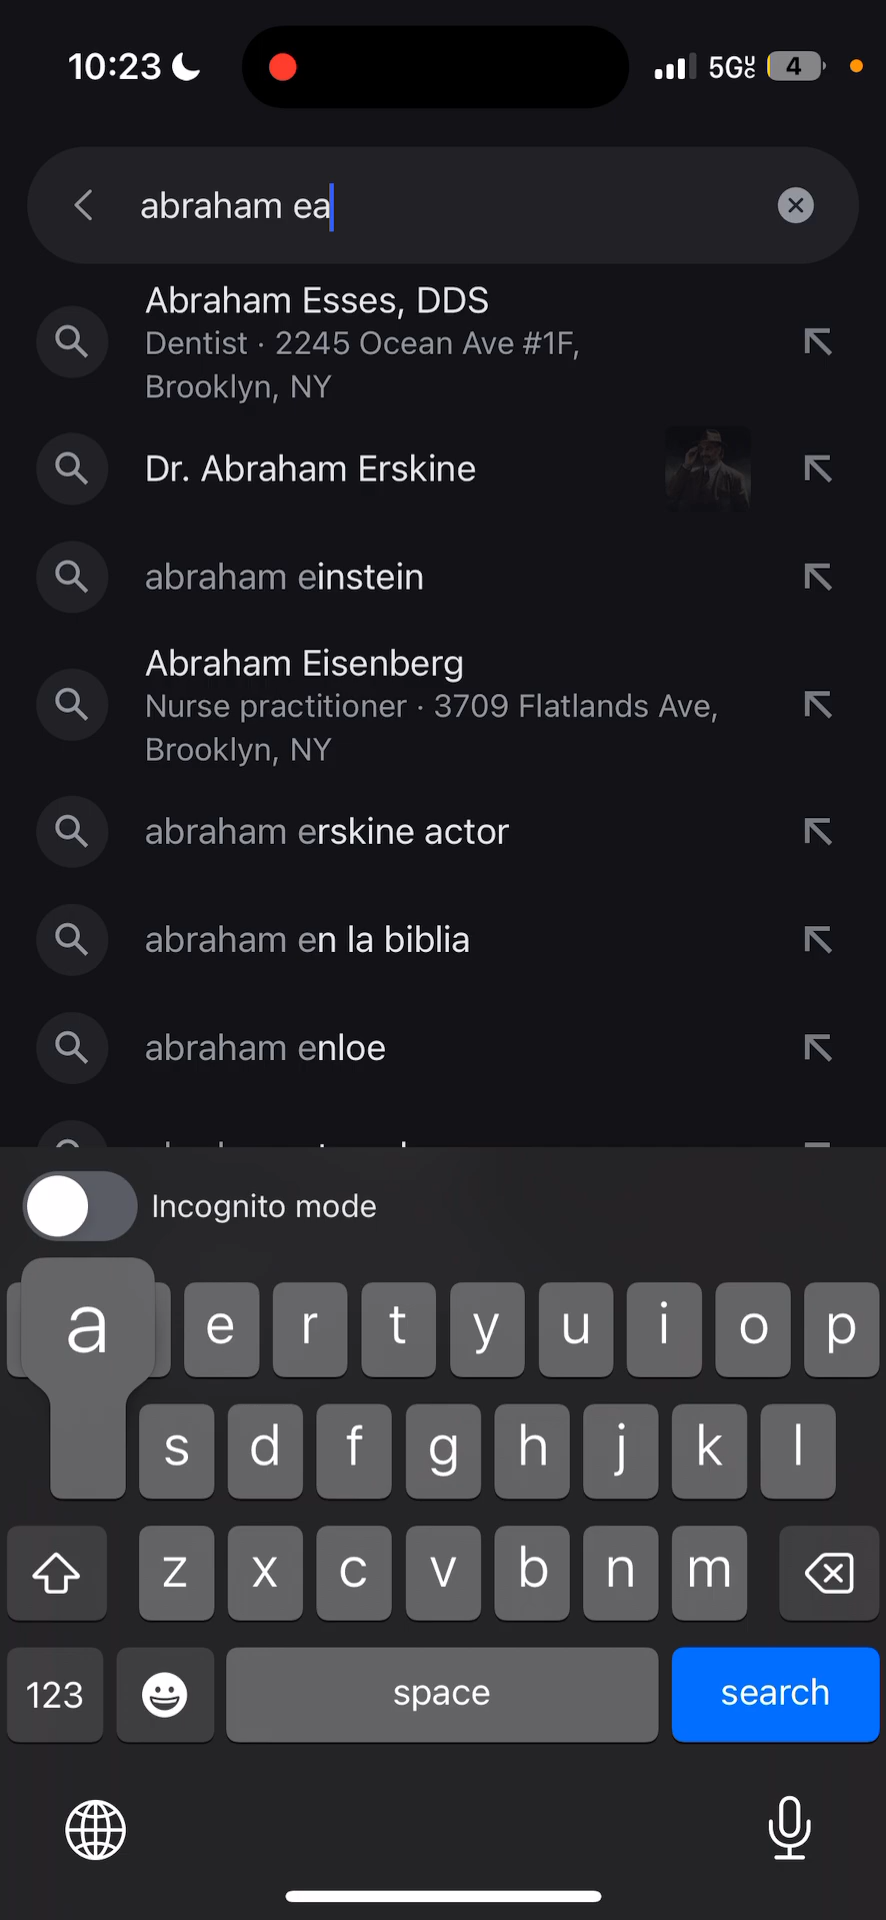 10:23
5GUC
4
abraham ea
Abraham Esses, DDS
Dentist · 2245 Ocean Ave #1F,
Brooklyn, NY
Dr. Abraham Erskine
abraham einstein
Abraham Eisenberg
Nurse practitioner · 3709 Flatlands Ave,
Brooklyn, NY
abraham erskine actor
abraham en la biblia
abraham enloe
Incognito mode
a e r t y u i o p
s d f g h j k l
z x c v b n m
123 space search